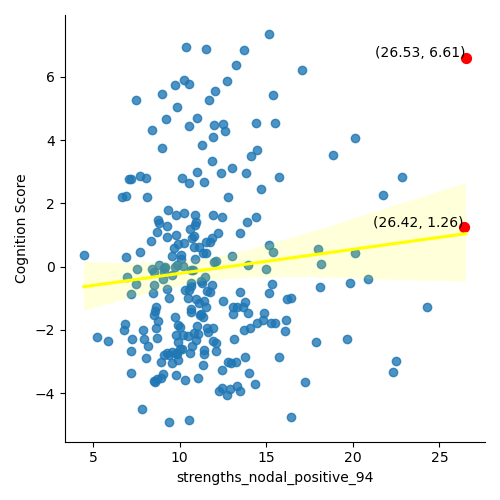 (26.53, 6.61)
(26.42, 1.26)
Cognition Score
6
4
2
0
−2
−4
5 10 15 20 25
strengths_nodal_positive_94